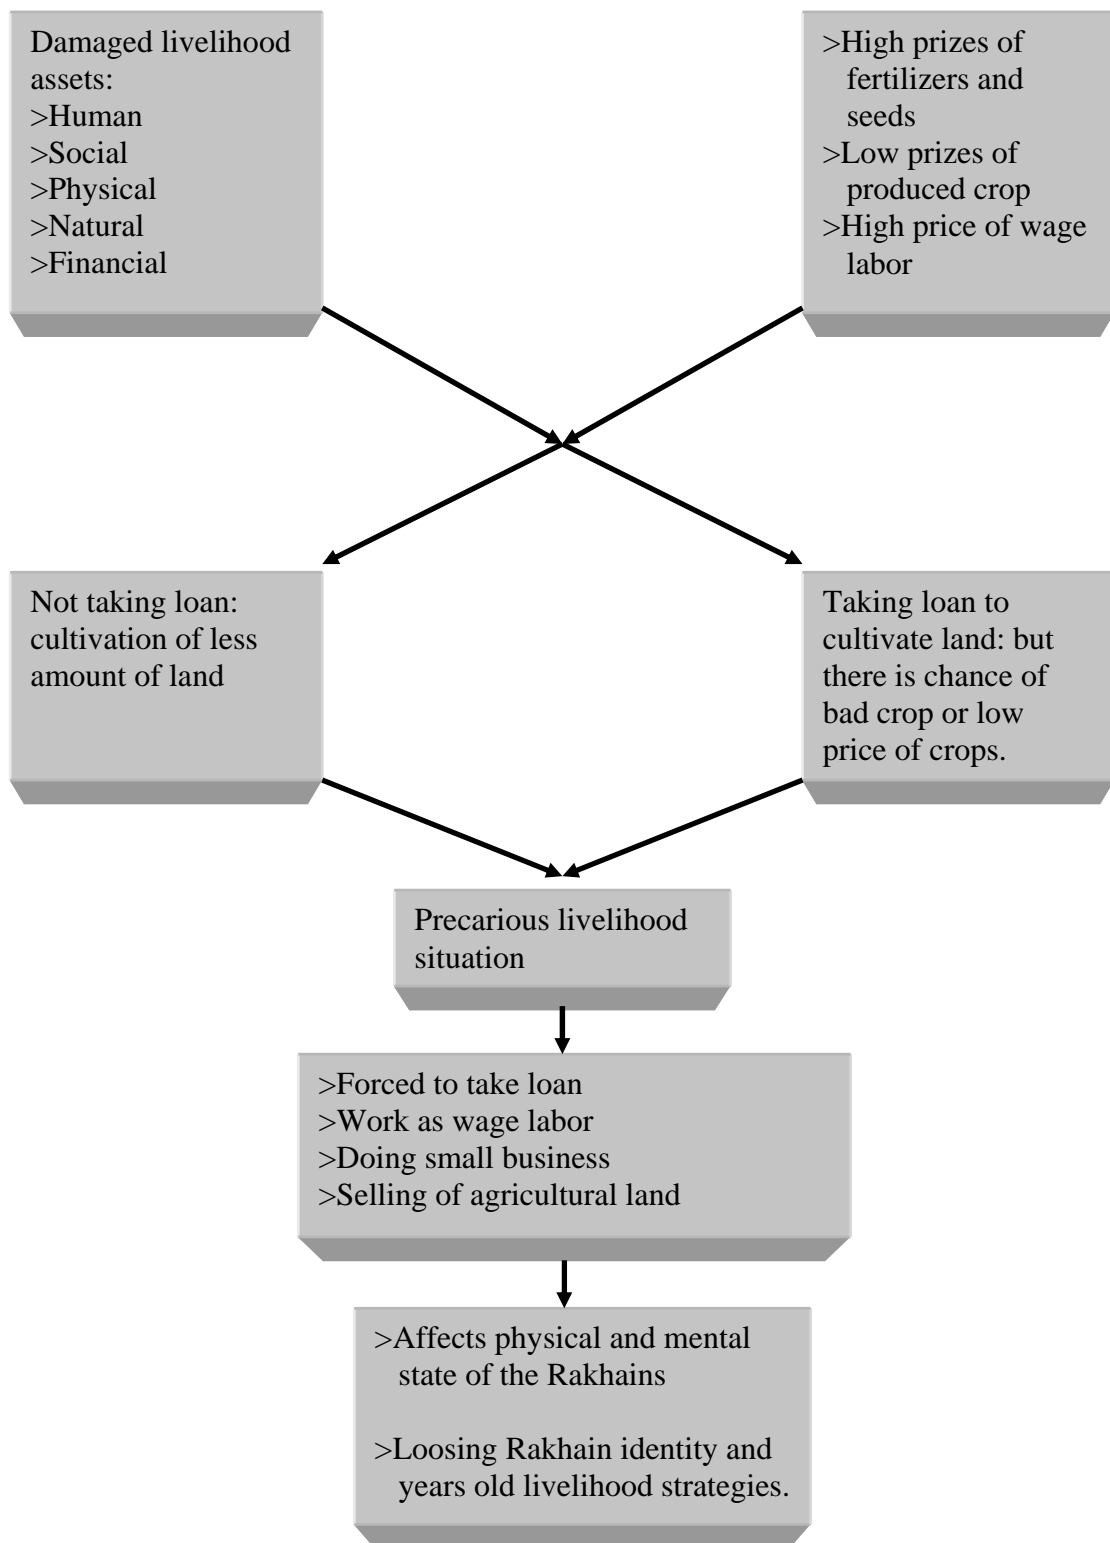 Damaged livelihood
assets:
>Human
>Social
>Physical
>Natural
>Financial
>High prizes of
fertilizers and
seeds
>Low prizes of
produced crop
>High price of wage
labor
Not taking loan:
cultivation of less
amount of land
Taking loan to
cultivate land: but
there is chance of
bad crop or low
price of crops.
Precarious livelihood
situation
>Forced to take loan
>Work as wage labor
>Doing small business
>Selling of agricultural land
>Affects physical and mental
state of the Rakhains
>Loosing Rakhain identity and
years old livelihood strategies.